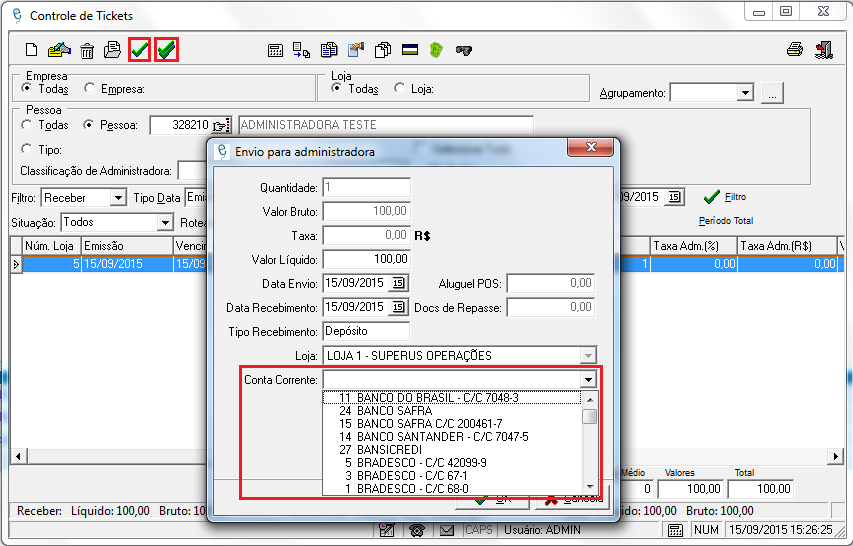 Controle de Tickets
Empresa
Todas Empresa:
Loja
Todas Loja:
Agrupamento: ...
Pessoa
Todas Pessoa: 328210 ADMINISTRADORA TESTE
Tipo:
Classificação de Administradora:
Filtro: Receber Tipo Data Emi /09/2015 15 Filtro
Situação: Todos Rotea Período Total
Núm. Loja Emissão Vencim Taxa Adm.(%) Taxa Adm.(R$) V
5 15/09/2015 15/09 1 0,00 0,00
Envio para administradora
Quantidade: 1
Valor Bruto: 100,00
Taxa: 0,00 R$
Valor Líquido: 100,00
Data Envio: 15/09/2015 15 Aluguel POS: 0,00
Data Recebimento: 15/09/2015 15 Docs de Repasse: 0,00
Tipo Recebimento: Depósito
Loja: LOJA 1 - SUPERUS OPERAÇÕES
Conta Corrente:
11 BANCO DO BRASIL - C/C 7048-3
24 BANCO SAFRA
15 BANCO SAFRA C/C 200461-7
14 BANCO SANTANDER - C/C 7047-5
27 BANSICREDI
5 BRADESCO - C/C 42099-9
3 BRADESCO - C/C 67-1
1 BRADESCO - C/C 68-0
OK Cancela
Médio Valores Total
0 100,00 100,00
Receber: Líquido: 100,00 Bruto: 10 uido: 100,00 Bruto: 100,00
CAPS Usuário: ADMIN NUM 15/09/2015 15:26:25